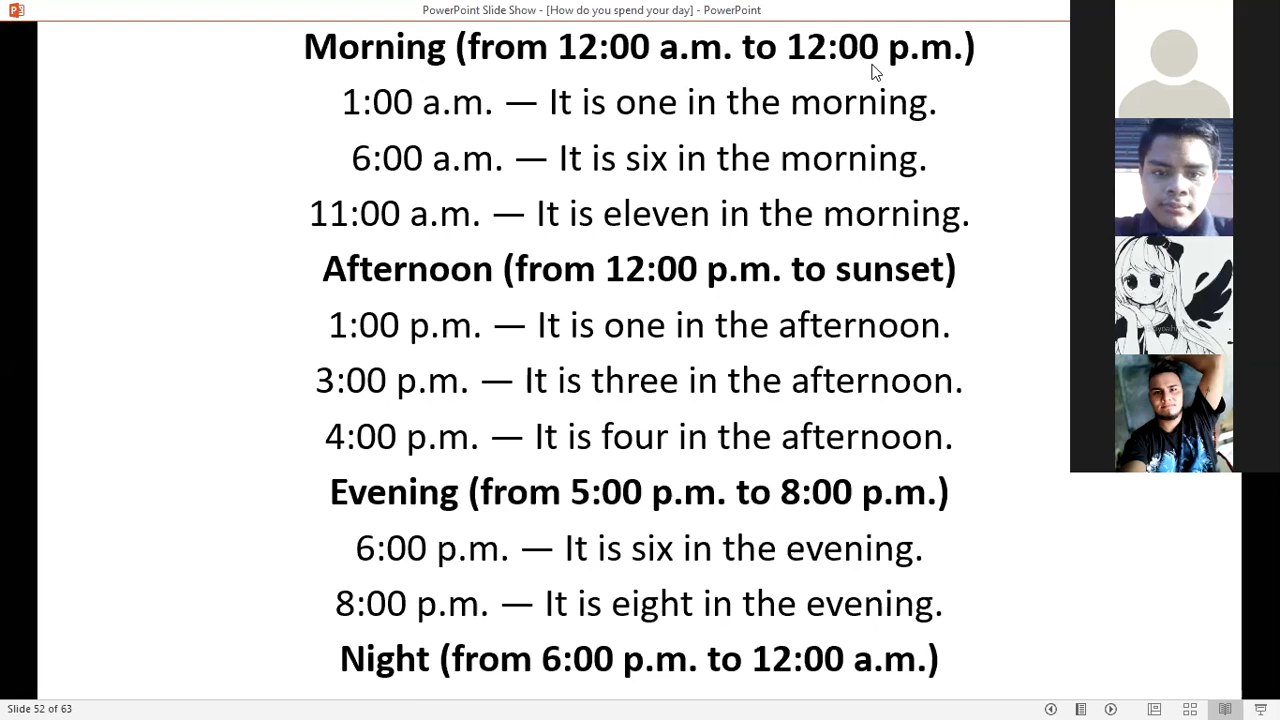 PowerPoint Slide Show - [How do you spend your day] - PowerPoint
Morning (from 12:00 a.m. to 12:00 p.m.)
1:00 a.m. — It is one in the morning.
6:00 a.m. — It is six in the morning.
11:00 a.m. — It is eleven in the morning.
Afternoon (from 12:00 p.m. to sunset)
1:00 p.m. — It is one in the afternoon.
3:00 p.m. — It is three in the afternoon.
4:00 p.m. — It is four in the afternoon.
Evening (from 5:00 p.m. to 8:00 p.m.)
6:00 p.m. — It is six in the evening.
8:00 p.m. — It is eight in the evening.
Night (from 6:00 p.m. to 12:00 a.m.)
Slide 52 of 63